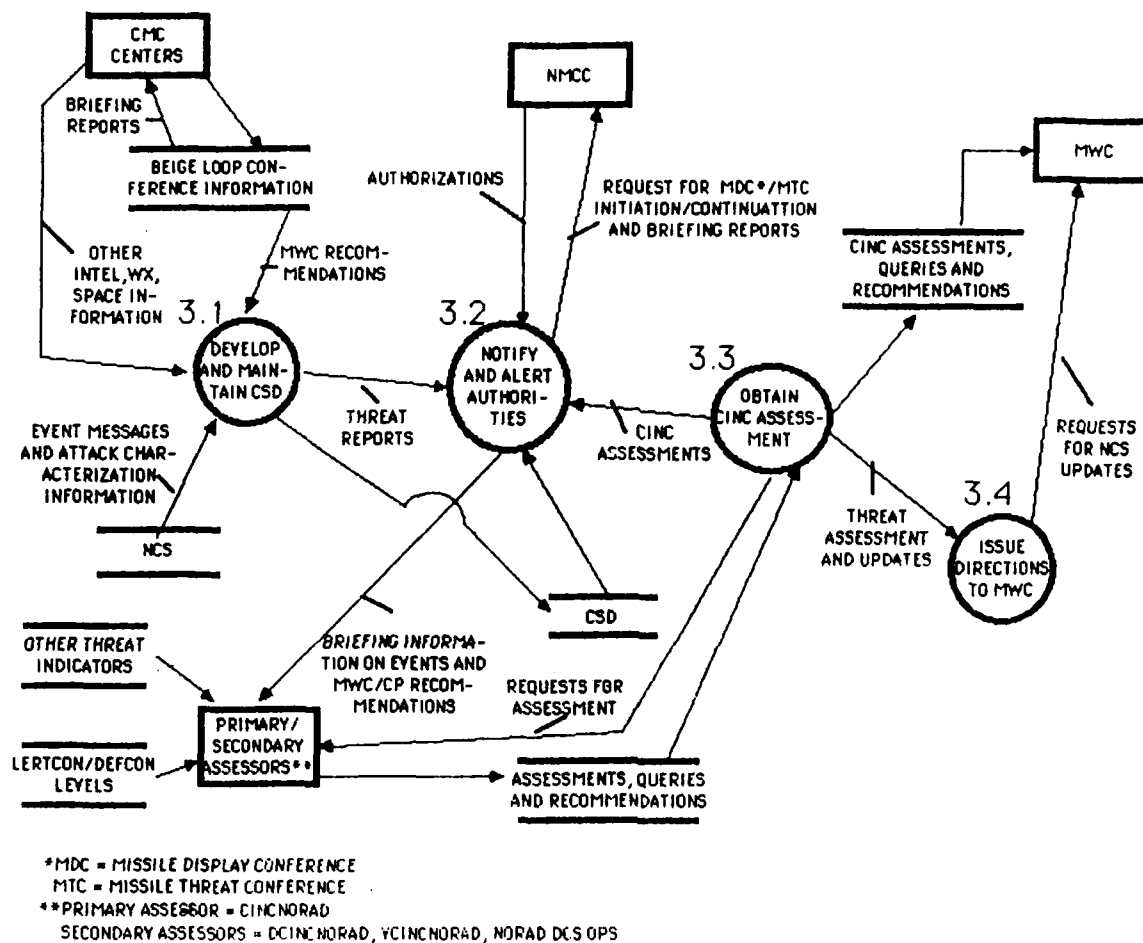 CMC
CENTERS
NMCC
MWC
BRIEFING
REPORTS
BEIGE LOOP CON-
FERENCE INFORMATION
AUTHORIZATIONS
REQUEST FOR MDC*/MTC
INITIATION/CONTINUATTION
AND BRIEFING REPORTS
CINC ASSESSMENTS,
QUERIES AND
RECOMMENDATIONS
OTHER
INTEL,WX,
SPACE IN-
FORMATION
MWC RECOM-
MENDATIONS
3.1
DEVELOP
AND MAIN-
TAIN CSD
3.2
NOTIFY
AND ALERT
AUTHORI-
TIES
3.3
OBTAIN
CINC ASSESS-
MENT
THREAT
REPORTS
CINC
ASSESSMENTS
REQUESTS
FOR NCS
UPDATES
EVENT MESSAGES
AND ATTACK CHAR-
ACTERIZATION
INFORMATION
NCS
3.4
ISSUE
DIRECTIONS
TO MWC
THREAT
ASSESSMENT
AND UPDATES
CSD
OTHER THREAT
INDICATORS
BRIEFING INFORMA-
TION ON EVENTS AND
MWC/CP RECOM-
MENDATIONS
REQUESTS FOR
ASSESSMENT
PRIMARY/
SECONDARY
ASSESSORS**
LERTCON/DEFCON
LEVELS
ASSESSMENTS, QUERIES
AND RECOMMENDATIONS
*MDC = MISSILE DISPLAY CONFERENCE
MTC = MISSILE THREAT CONFERENCE
**PRIMARY ASSESSOR = CINCNORAD
SECONDARY ASSESSORS = DCINCNORAD, VCINCNORAD, NORAD DCS OPS